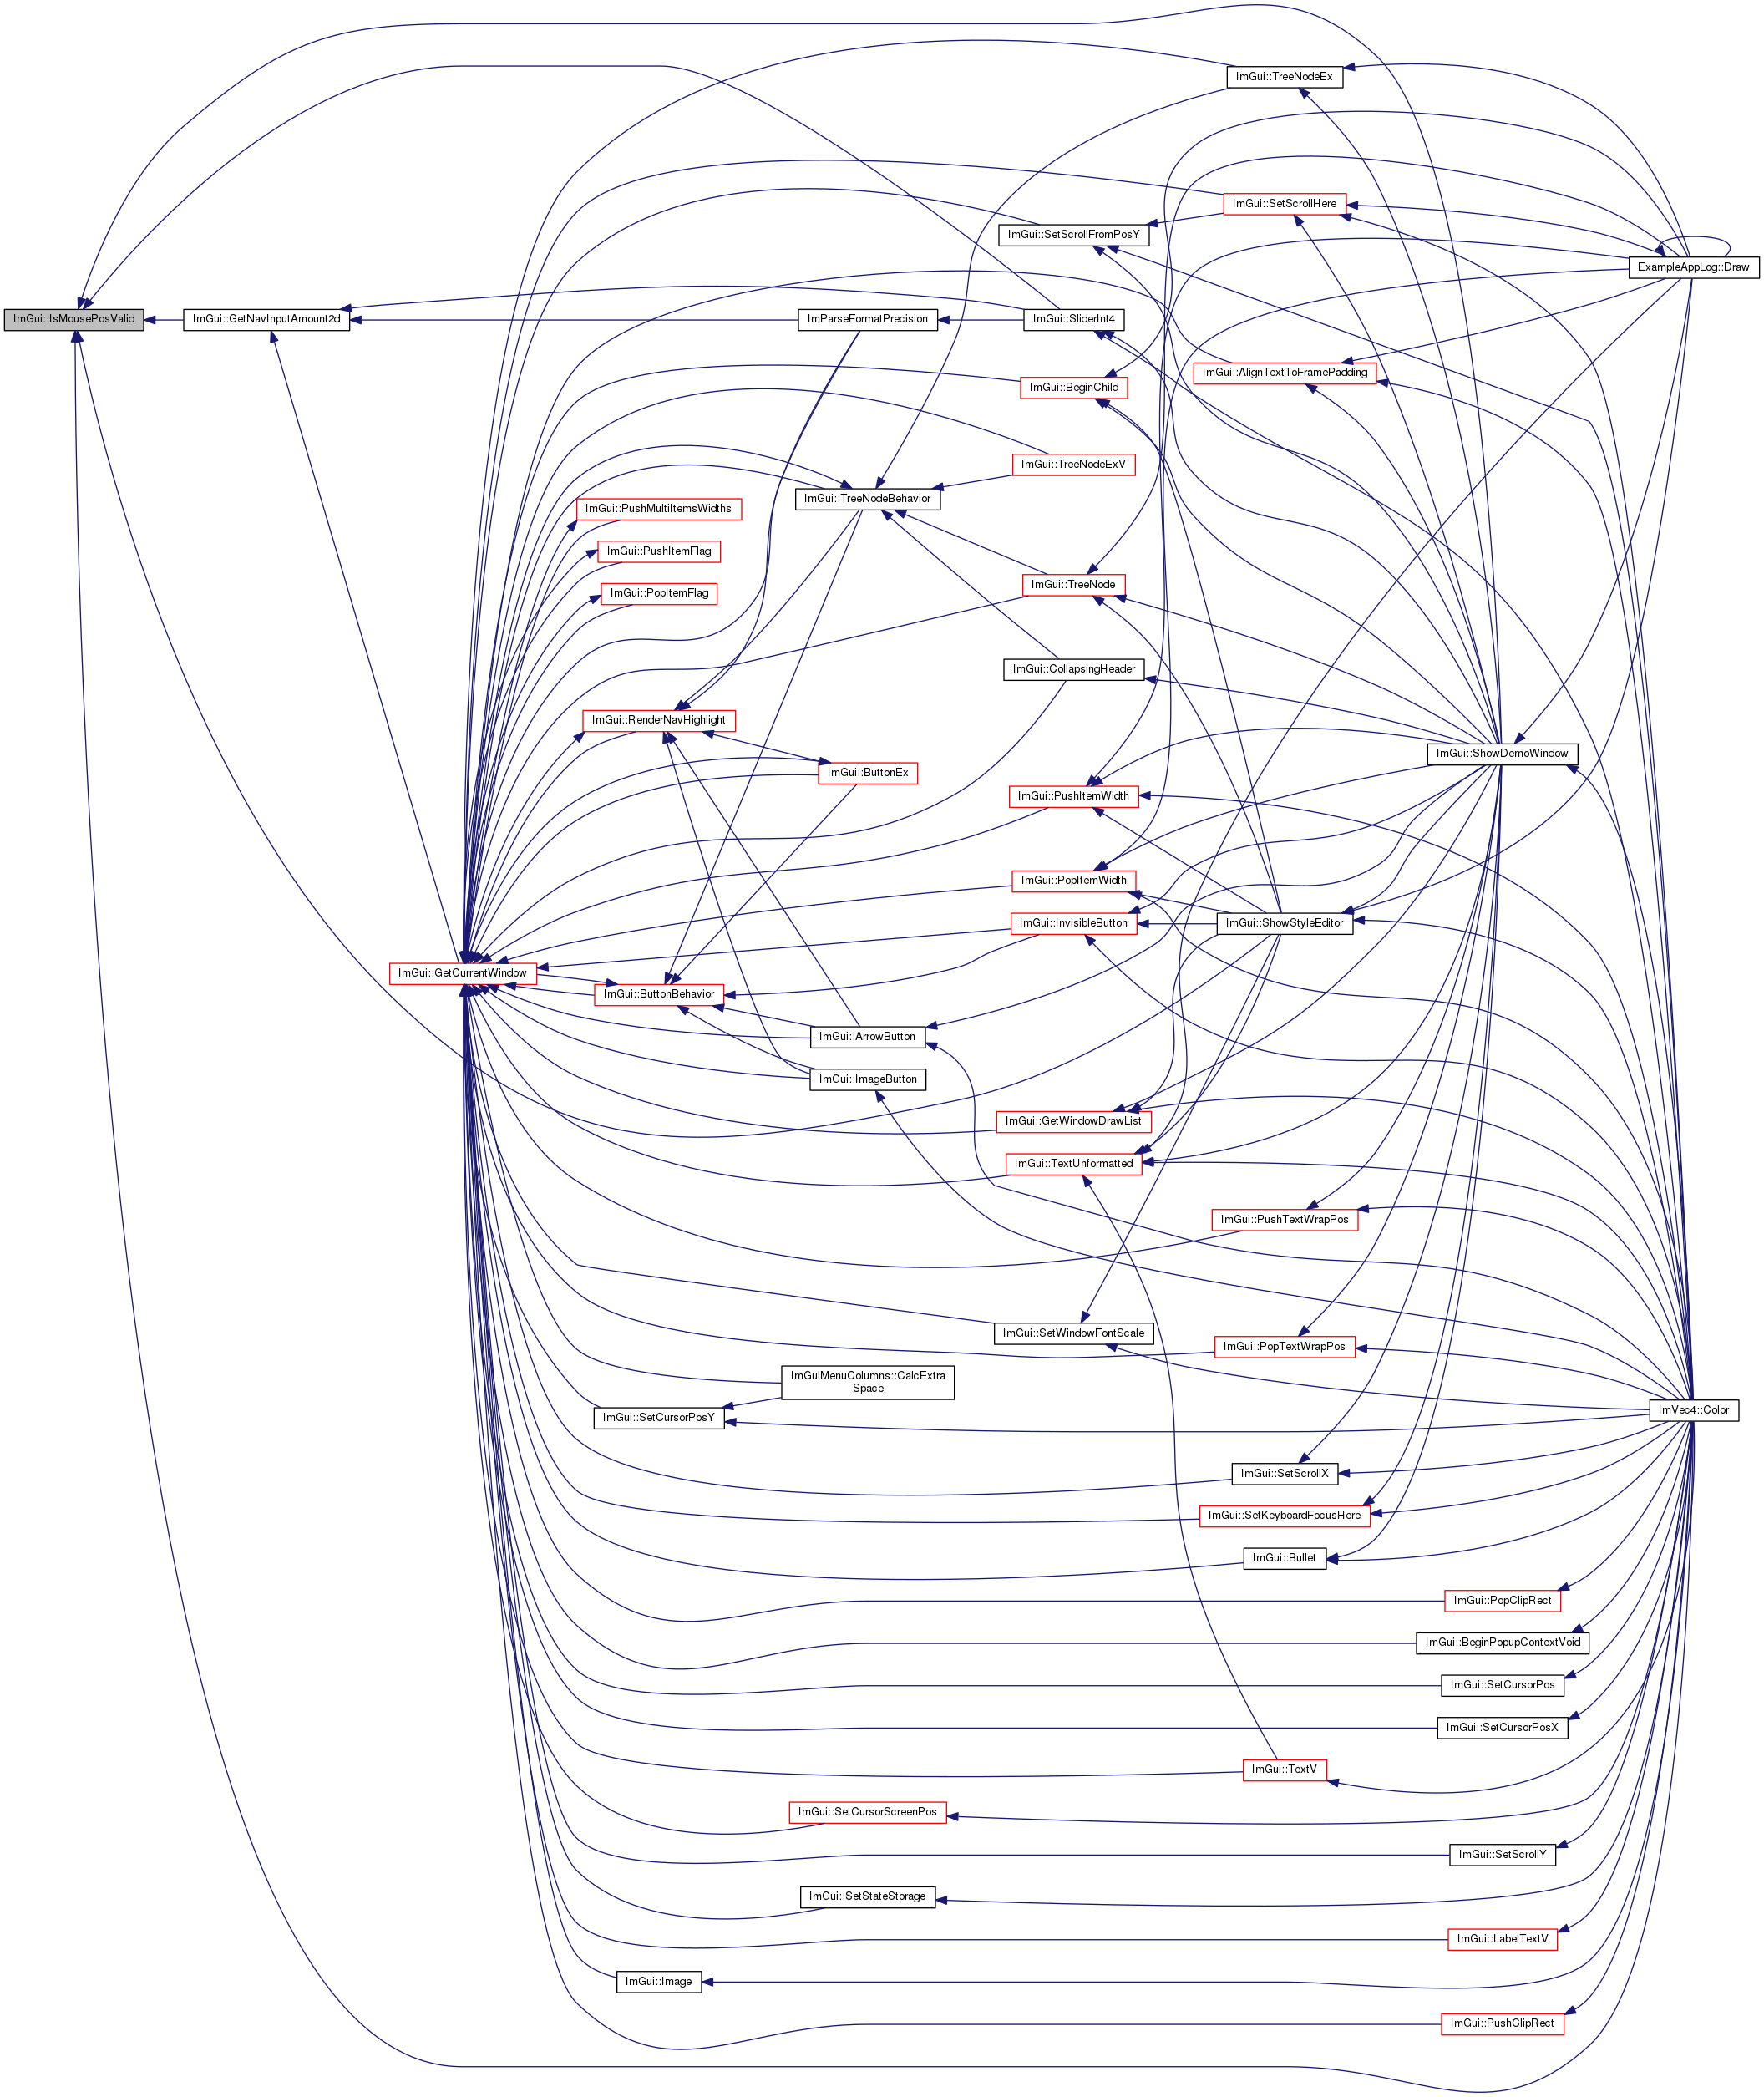 ImGui::TreeNodeEx
ImGui::SetScrollHere
ImGui::SetScrollFromPosY
ExampleAppLog::Draw
ImGui::IsMousePosValid
ImGui::GetNavInputAmount2d
ImParseFormatPrecision
ImGui::SliderInt4
ImGui::AlignTextToFramePadding
ImGui::BeginChild
ImGui::TreeNodeExV
ImGui::TreeNodeBehavior
ImGui::PushMultiItemsWidths
ImGui::PushItemFlag
ImGui::PopItemFlag
ImGui::TreeNode
ImGui::CollapsingHeader
ImGui::RenderNavHighlight
ImGui::ShowDemoWindow
ImGui::ButtonEx
ImGui::PushItemWidth
ImGui::PopItemWidth
ImGui::InvisibleButton
ImGui::ShowStyleEditor
ImGui::GetCurrentWindow
ImGui::ButtonBehavior
ImGui::ArrowButton
ImGui::ImageButton
ImGui::GetWindowDrawList
ImGui::TextUnformatted
ImGui::PushTextWrapPos
ImGui::SetWindowFontScale
ImGui::PopTextWrapPos
ImGuiMenuColumns::CalcExtra
Space
ImVec4::Color
ImGui::SetCursorPosY
ImGui::SetScrollX
ImGui::SetKeyboardFocusHere
ImGui::Bullet
ImGui::PopClipRect
ImGui::BeginPopupContextVoid
ImGui::SetCursorPos
ImGui::SetCursorPosX
ImGui::TextV
ImGui::SetCursorScreenPos
ImGui::SetScrollY
ImGui::SetStateStorage
ImGui::LabelTextV
ImGui::Image
ImGui::PushClipRect